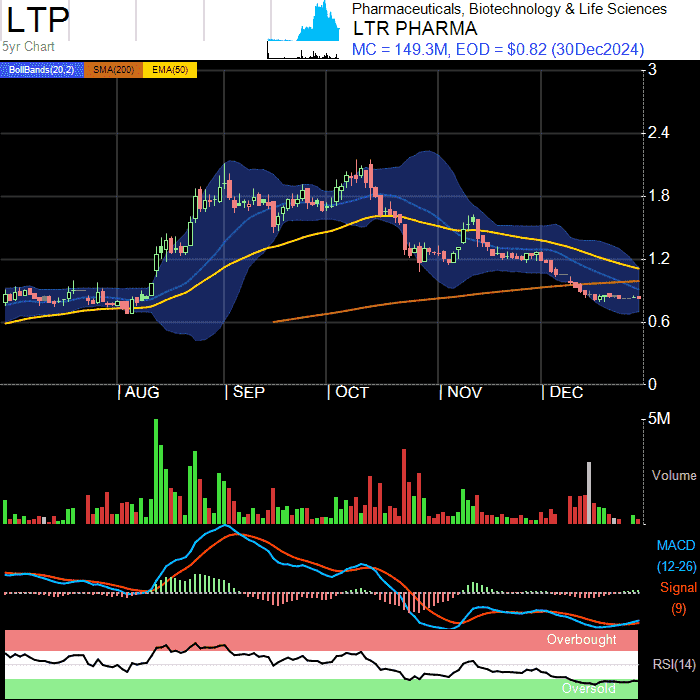 LTP
5yr Chart
Pharmaceuticals, Biotechnology & Life Sciences
LTR PHARMA
MC = 149.3M, EOD = $0.82 (30Dec2024)
BollBands(20,2) SMA(200) EMA(50)
3
2.4
1.8
1.2
0.6
0
AUG SEP OCT NOV DEC
5M
Volume
MACD
(12-26)
Signal
(9)
Overbought
RSI(14)
Oversold